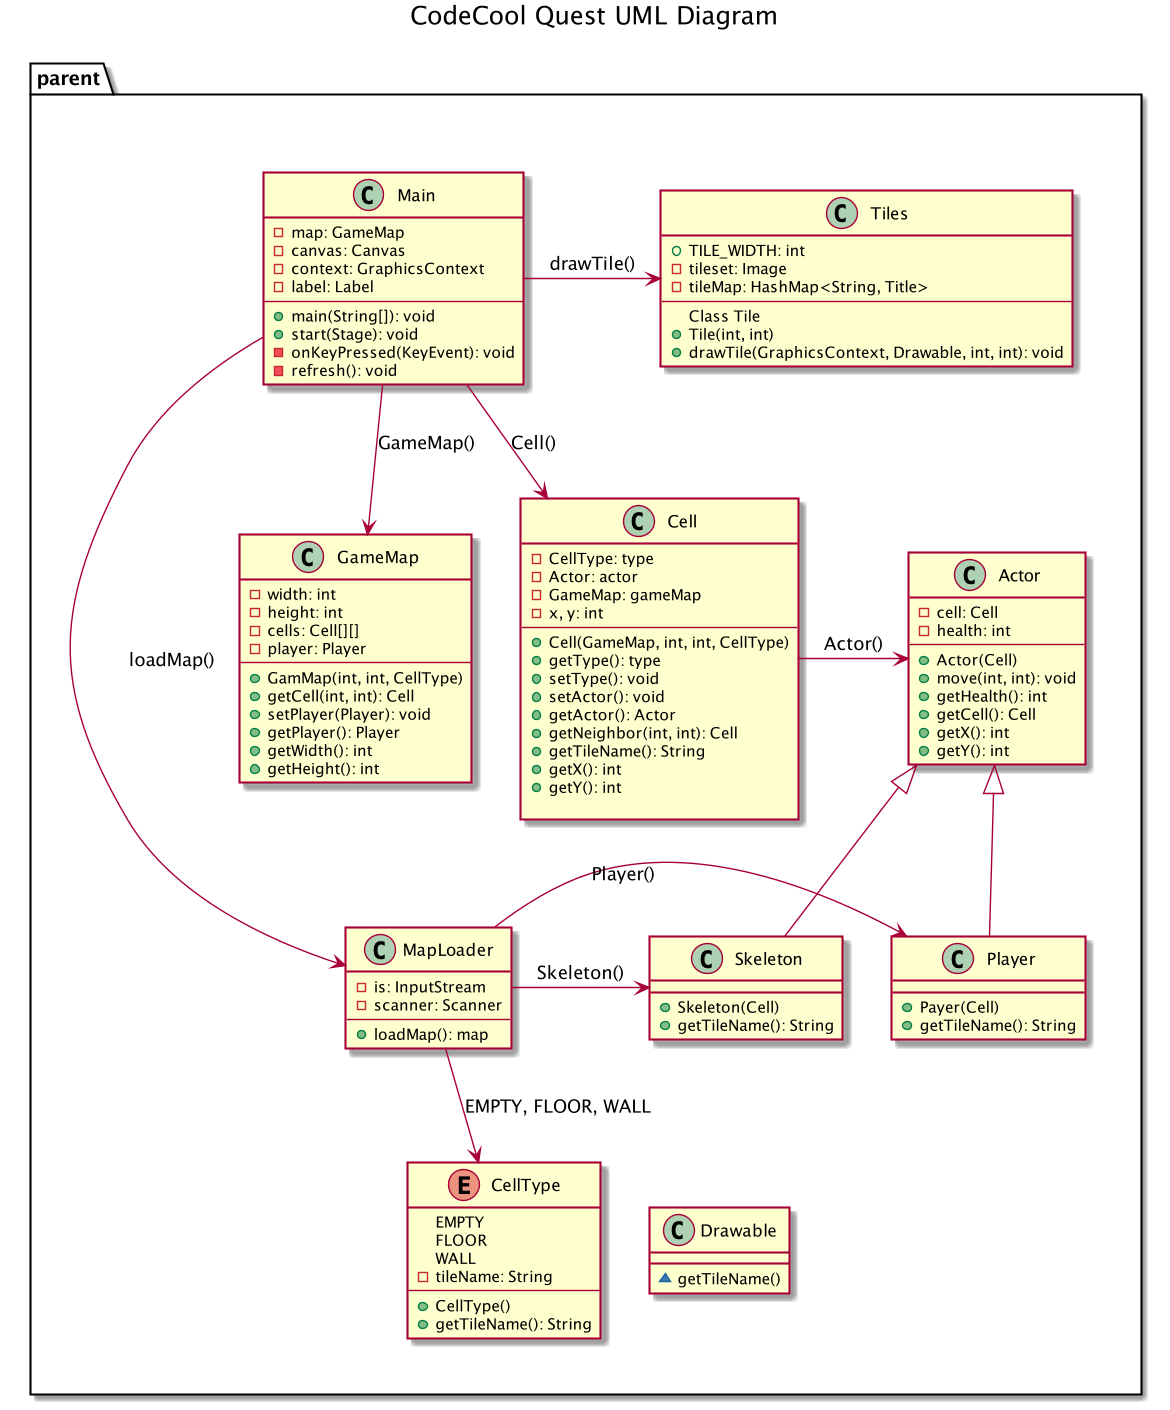 CodeCool Quest UML Diagram
parent
C Main
map: GameMap
canvas: Canvas
context: GraphicsContext
label: Label
main(String[]): void
start(Stage): void
onKeyPressed(KeyEvent): void
refresh(): void
drawTile()
C Tiles
TILE_WIDTH: int
tileset: Image
tileMap: HashMap<String, Title>
Class Tile
Tile(int, int)
drawTile(GraphicsContext, Drawable, int, int): void
GameMap()
Cell()
loadMap()
C GameMap
width: int
height: int
cells: Cell[][]
player: Player
GamMap(int, int, CellType)
getCell(int, int): Cell
setPlayer(Player): void
getPlayer(): Player
getWidth(): int
getHeight(): int
C Cell
CellType: type
Actor: actor
GameMap: gameMap
x, y: int
Cell(GameMap, int, int, CellType)
getType(): type
setType(): void
setActor(): void
getActor(): Actor
getNeighbor(int, int): Cell
getTileName(): String
getX(): int
getY(): int
Actor()
C Actor
cell: Cell
health: int
Actor(Cell)
move(int, int): void
getHealth(): int
getCell(): Cell
getX(): int
getY(): int
Player()
C MapLoader
is: InputStream
scanner: Scanner
loadMap(): map
Skeleton()
C Skeleton
Skeleton(Cell)
getTileName(): String
C Player
Payer(Cell)
getTileName(): String
EMPTY, FLOOR, WALL
E CellType
EMPTY
FLOOR
WALL
tileName: String
CellType()
getTileName(): String
C Drawable
getTileName()